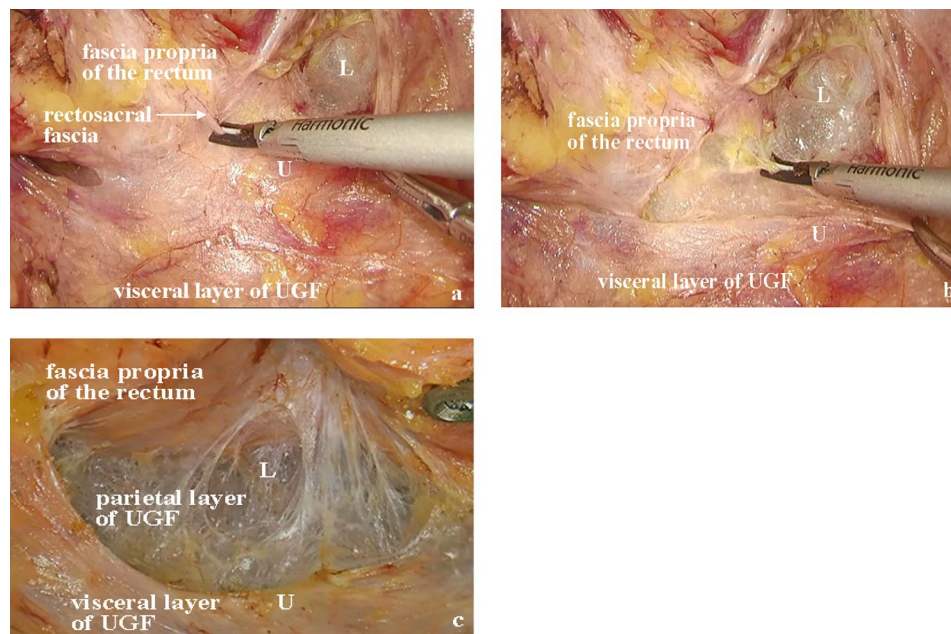 fascia propria
of the rectum
L
rectosacral
fascia
Harmonic
U
visceral layer of UGF
a
L
fascia propria
of the rectum
Harmonic
U
visceral layer of UGF
b
fascia propria
of the rectum
L
parietal layer
of UGF
visceral layer
of UGF
U
c